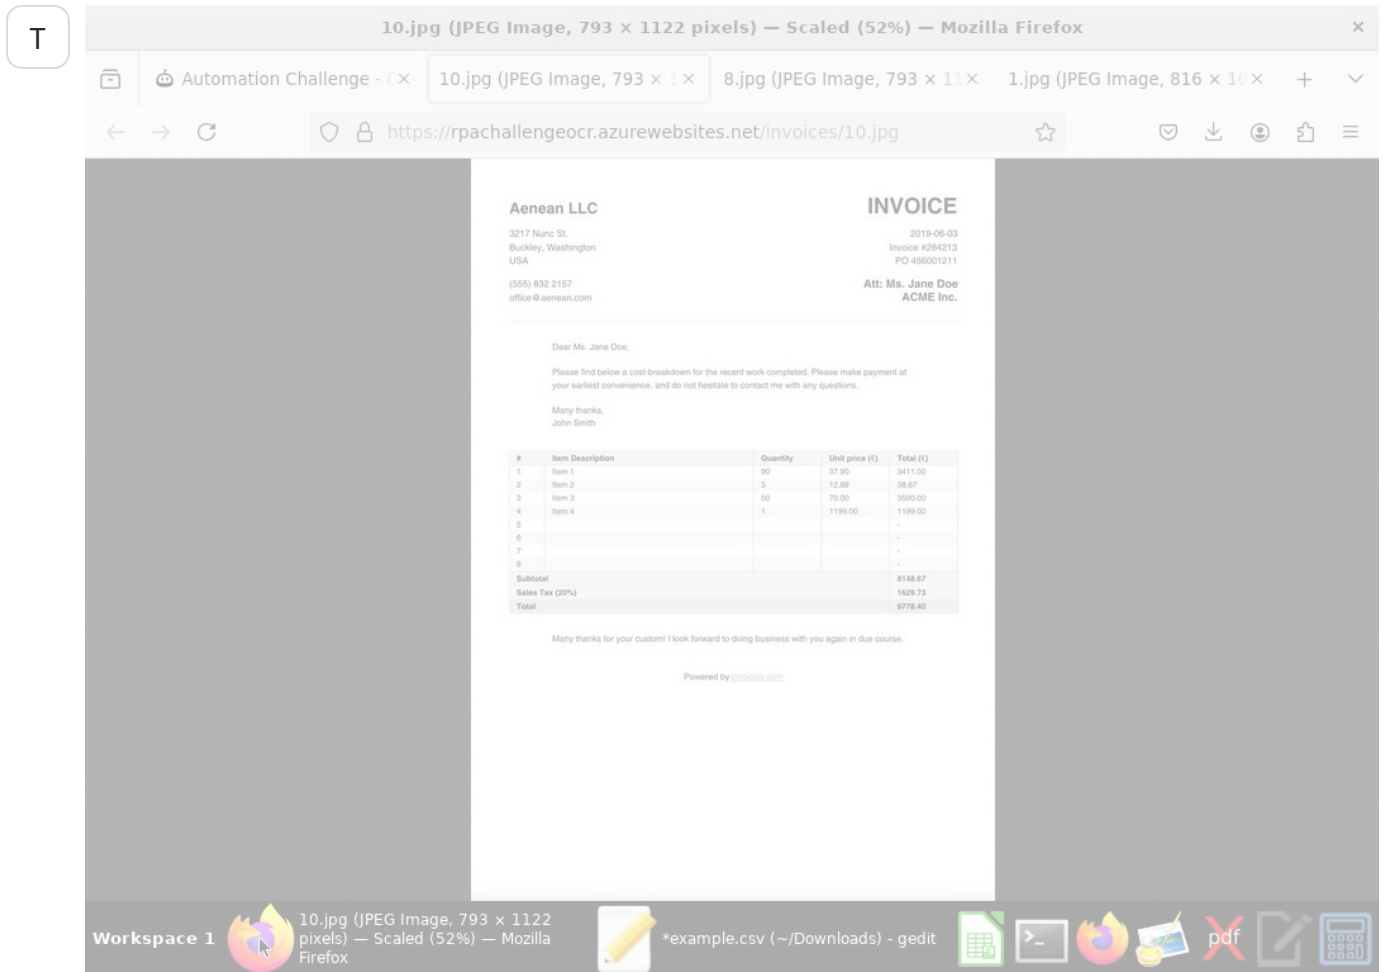 T
10.jpg (JPEG Image, 793 × 1122 pixels) — Scaled (52%) — Mozilla Firefox
Automation Challenge -
10.jpg (JPEG Image, 793 × 1
8.jpg (JPEG Image, 793 × 11
1.jpg (JPEG Image, 816 × 10
https://rpachallengeocr.azurewebsites.net/invoices/10.jpg
Aenean LLC
INVOICE
3217 Nunc St.
2019-06-03
Buckley, Washington
Invoice #284213
USA
PO 456001211
(555) 832 2157
Att: Ms. Jane Doe
office@aenean.com
ACME Inc.
Dear Ms. Jane Doe,
Please find below a cost-breakdown for the recent work completed. Please make payment at
your earliest convenience, and do not hesitate to contact me with any questions.
Many thanks,
John Smith
# Item Description Quantity Unit price (€) Total (€)
1 Item 1 90 37.90 3411.00
2 Item 2 3 12.89 38.67
3 Item 3 50 70.00 3500.00
4 Item 4 1 1199.00 1199.00
5 -
6 -
7 -
8 -
Subtotal 8148.67
Sales Tax (20%) 1629.73
Total 9778.40
Many thanks for your custom! I look forward to doing business with you again in due course.
Powered by invoicely.com
Workspace 1
10.jpg (JPEG Image, 793 × 1122
pixels) — Scaled (52%) — Mozilla
Firefox
*example.csv (~/Downloads) - gedit
pdf